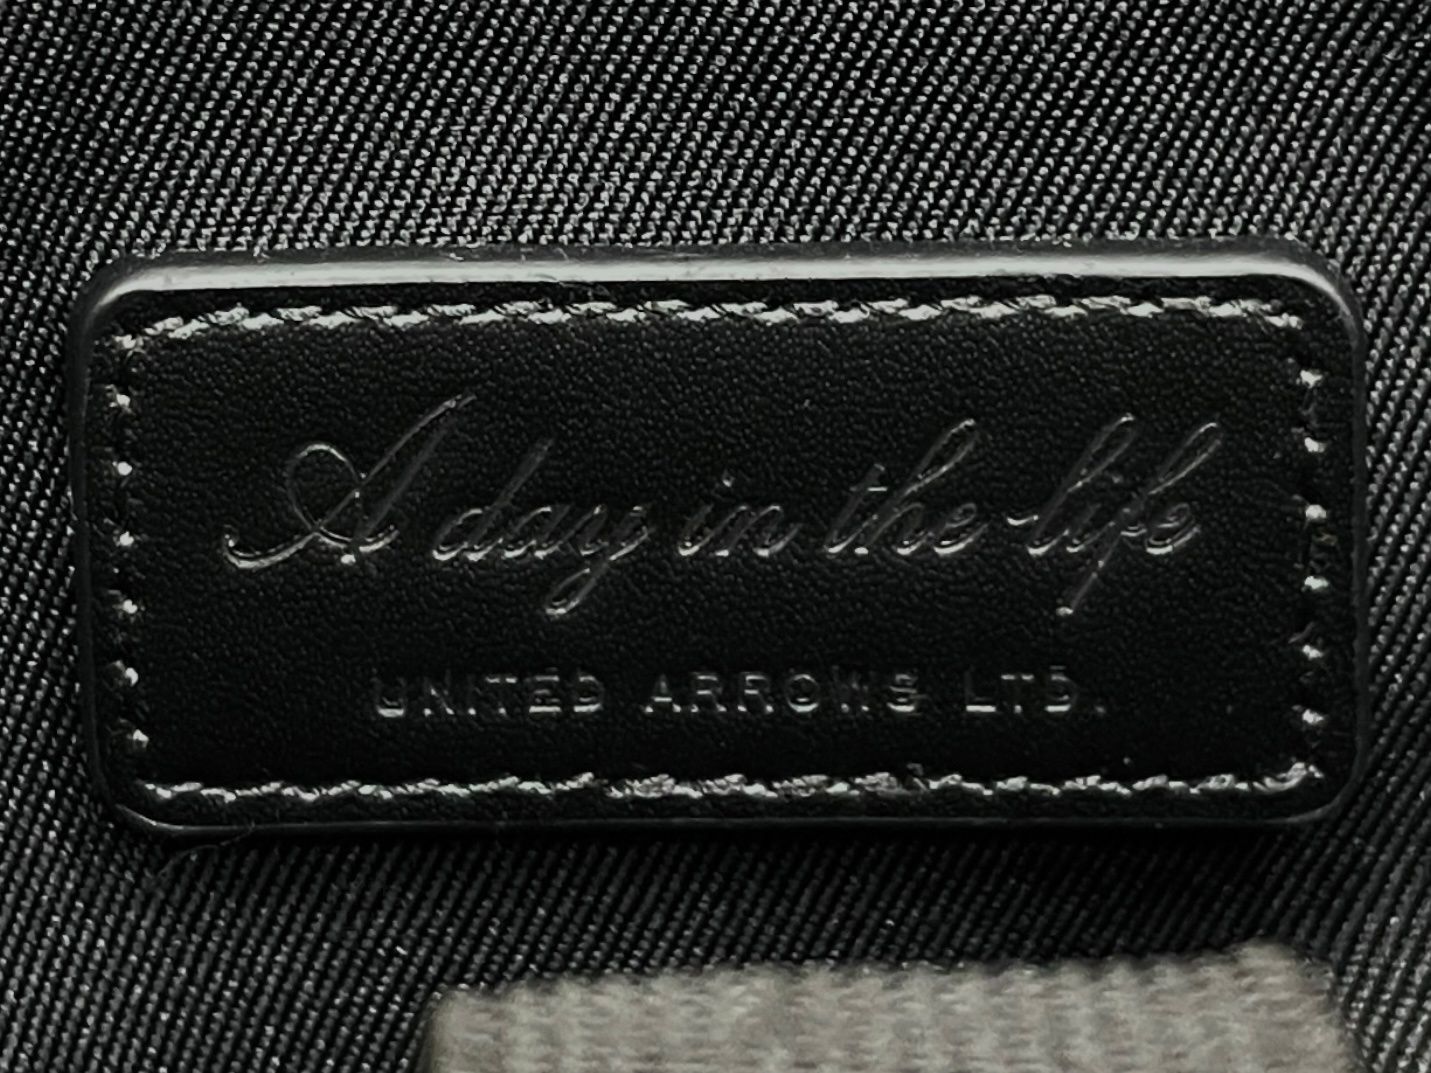 A day in the life
UNITED ARROWS LTD.